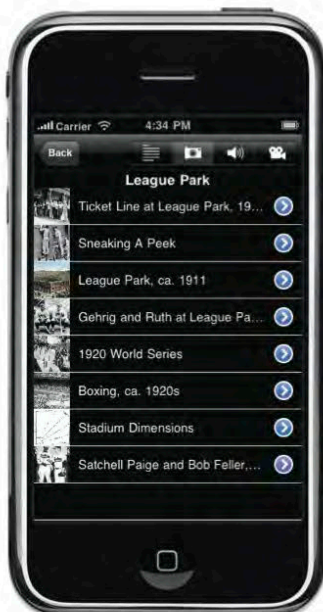 Carrier 4:34 PM
Back
League Park
Ticket Line at League Park, 19...
Sneaking A Peek
League Park, ca. 1911
Gehrig and Ruth at League Pa...
1920 World Series
Boxing, ca. 1920s
Stadium Dimensions
Satchell Paige and Bob Feller,...